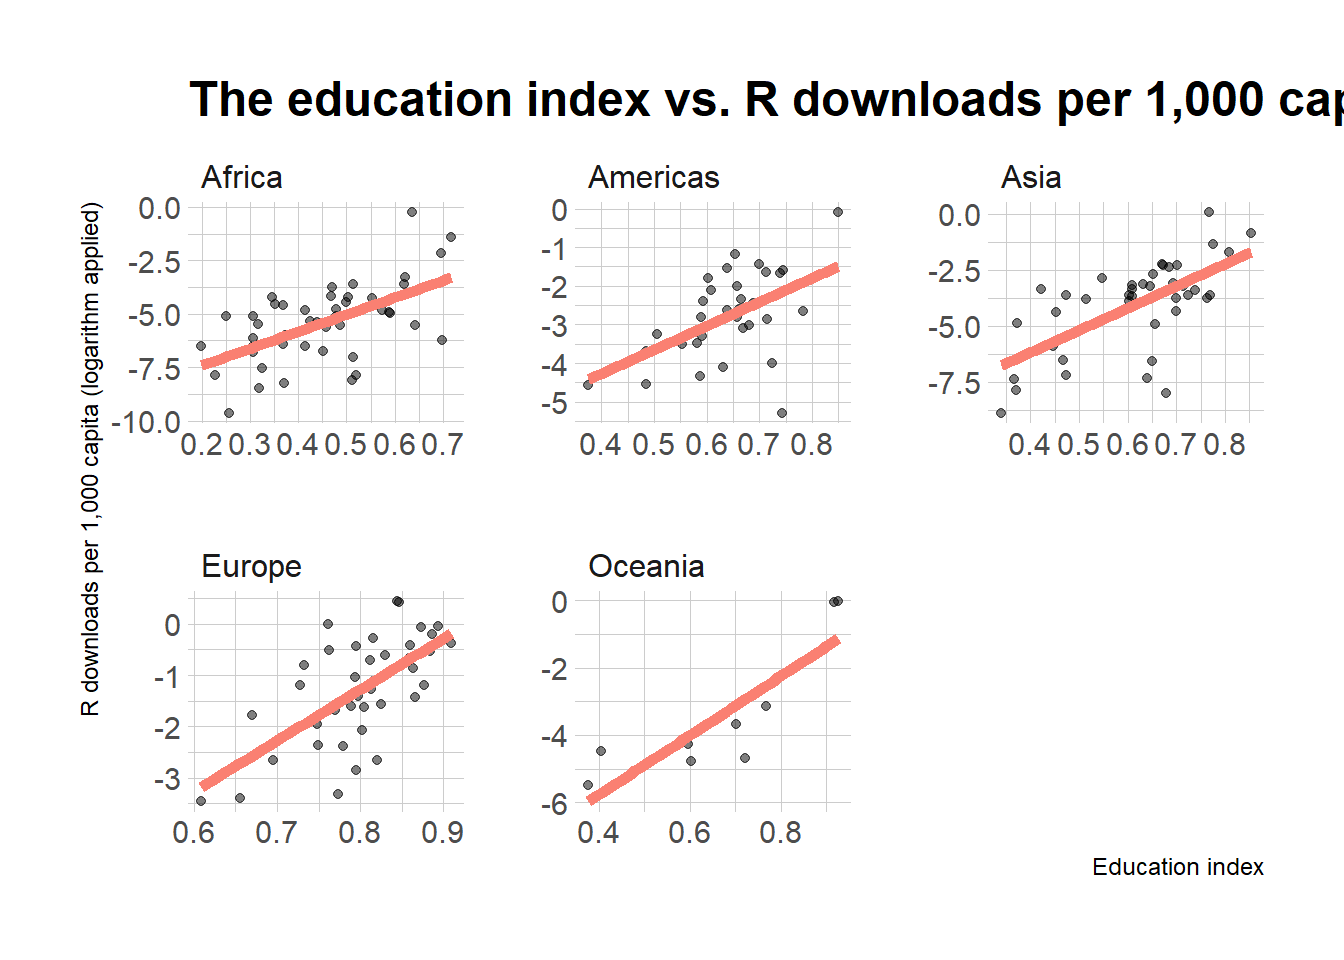 The education index vs. R downloads per 1,000 cap
R downloads per 1,000 capita (logarithm applied)
Africa
0.0
-2.5
-5.0
-7.5
-10.0
0.2 0.3 0.4 0.5 0.6 0.7
Americas
0
-1
-2
-3
-4
-5
0.4 0.5 0.6 0.7 0.8
Asia
0.0
-2.5
-5.0
-7.5
0.4 0.5 0.6 0.7 0.8
Europe
0
-1
-2
-3
0.6 0.7 0.8 0.9
Oceania
0
-2
-4
-6
0.4 0.6 0.8
Education index